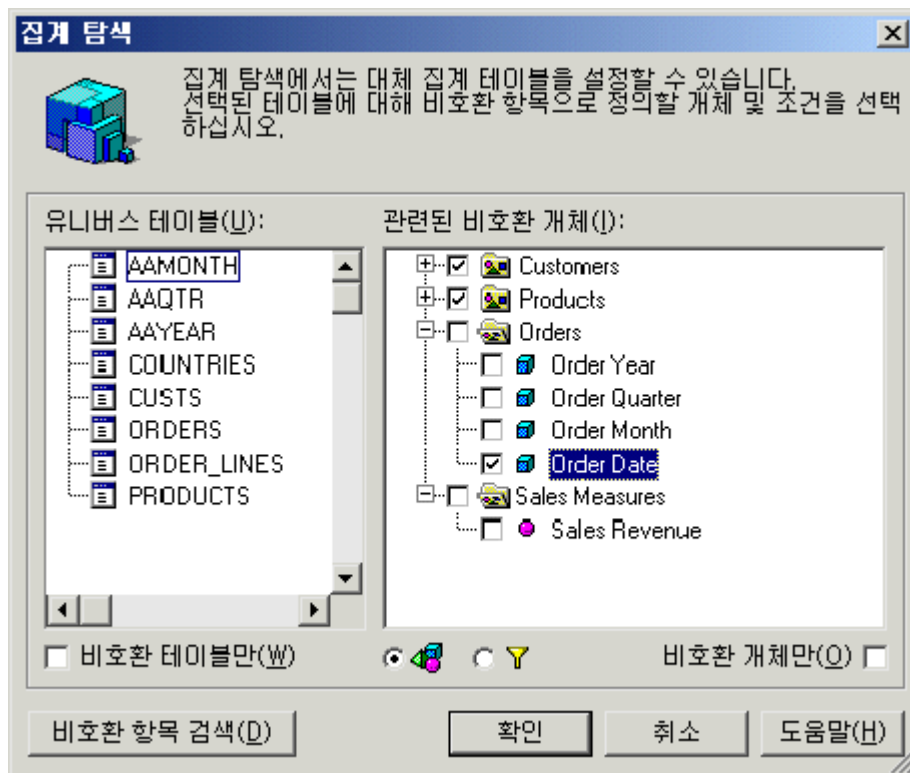 집계 탐색
집계 탐색에서는 대체 집계 테이블을 설정할 수 있습니다.
선택된 테이블에 대해 비호환 항목으로 정의할 개체 및 조건을 선택
하십시오.
유니버스 테이블(U):
관련된 비호환 개체(I):
AAMONTH
AAQTR
AAYEAR
COUNTRIES
CUSTS
ORDERS
ORDER_LINES
PRODUCTS
Customers
Products
Orders
Order Year
Order Quarter
Order Month
Order Date
Sales Measures
Sales Revenue
비호환 테이블만(W)
비호환 개체만(O)
비호환 항목 검색(D)
확인
취소
도움말(H)